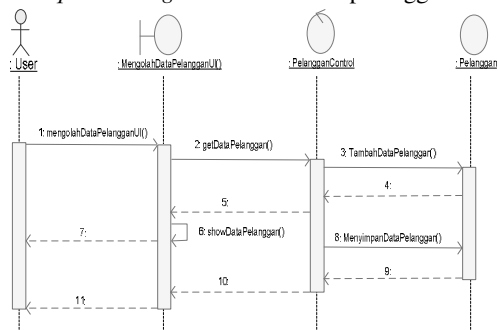 : User
: MengolahDataPelangganUI()
: PelangganControl
: Pelanggan
1: mengolahDataPelangganUI()
2: getDataPelanggan()
3: TambahDataPelanggan()
4:
5:
6: showDataPelanggan()
7:
8: MenyimpanDataPelanggan()
9:
10:
11: